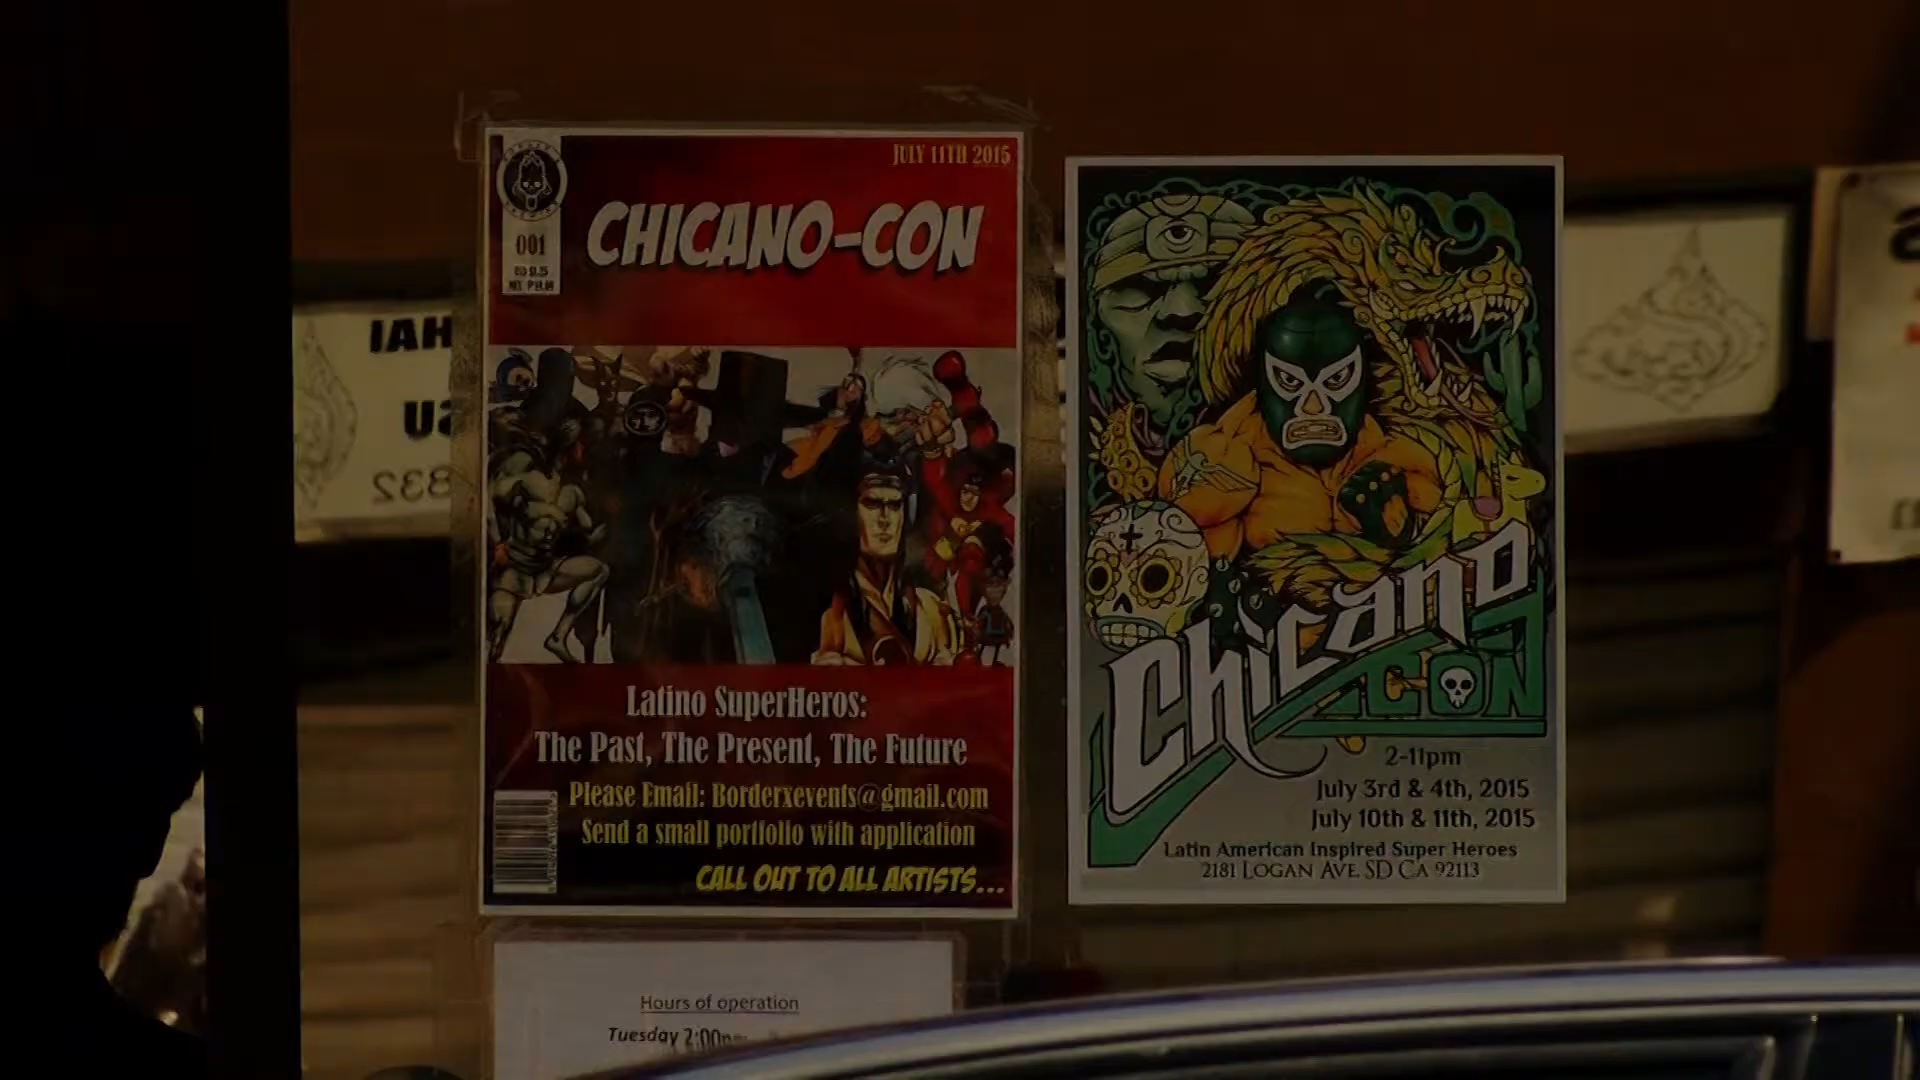 JULY 11TH 2015
CHICANO-CON
001
Latino SuperHeros:
The Past, The Present, The Future
Please Email: Borderxevents@gmail.com
Send a small portfolio with application
CALL OUT TO ALL ARTISTS...
Hours of operation
Tuesday 2:00
Chicano
CON
2-11pm
July 3rd & 4th, 2015
July 10th & 11th, 2015
Latin American Inspired Super Heroes
2181 LOGAN AVE SD CA 92113